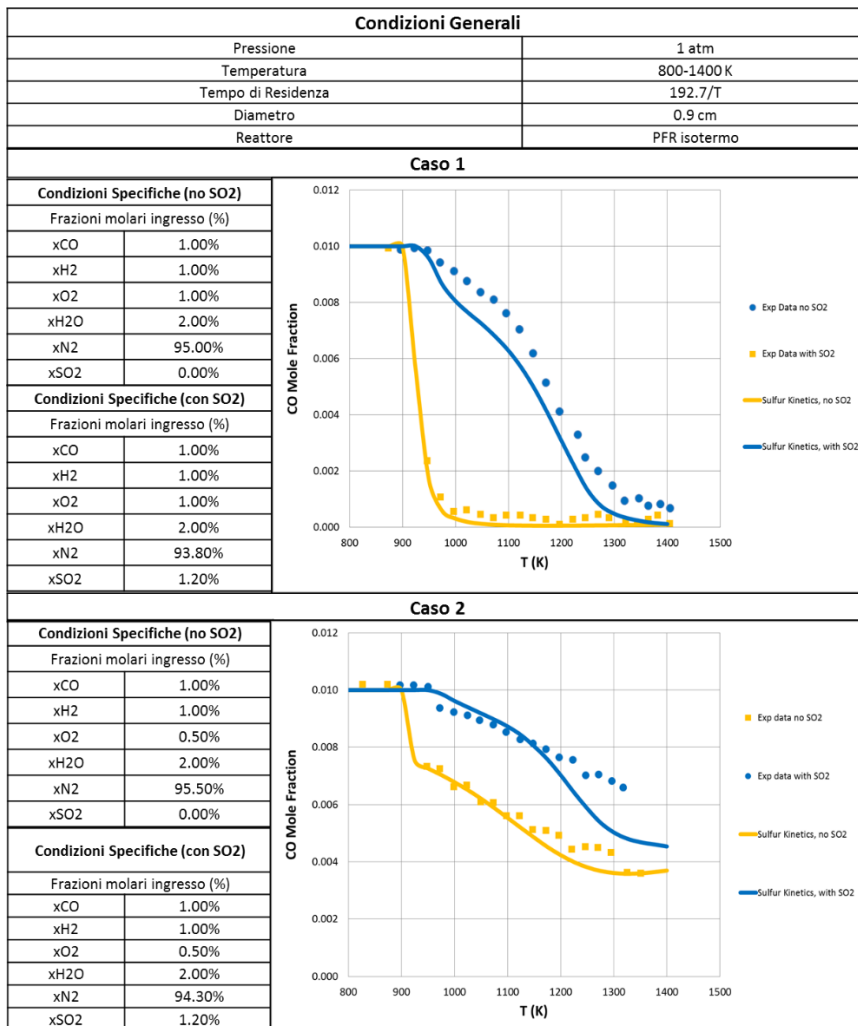 Condizioni Generali
Pressione 1 atm
Temperatura 800-1400 K
Tempo di Residenza 192.7/T
Diametro 0.9 cm
Reattore PFR isotermo
Caso 1
Condizioni Specifiche (no SO2)
Frazioni molari ingresso (%)
xCO 1.00%
xH2 1.00%
xO2 1.00%
xH2O 2.00%
xN2 95.00%
xSO2 0.00%
Condizioni Specifiche (con SO2)
Frazioni molari ingresso (%)
xCO 1.00%
xH2 1.00%
xO2 1.00%
xH2O 2.00%
xN2 93.80%
xSO2 1.20%
CO Mole Fraction
0.012
0.010
0.008
0.006
0.004
0.002
0.000
800 900 1000 1100 1200 1300 1400 1500
T (K)
Exp Data no SO2
Exp Data with SO2
Sulfur Kinetics, no SO2
Sulfur Kinetics, with SO2
Caso 2
Condizioni Specifiche (no SO2)
Frazioni molari ingresso (%)
xCO 1.00%
xH2 1.00%
xO2 0.50%
xH2O 2.00%
xN2 95.50%
xSO2 0.00%
Condizioni Specifiche (con SO2)
Frazioni molari ingresso (%)
xCO 1.00%
xH2 1.00%
xO2 0.50%
xH2O 2.00%
xN2 94.30%
xSO2 1.20%
CO Mole Fraction
0.012
0.010
0.008
0.006
0.004
0.002
0.000
800 900 1000 1100 1200 1300 1400 1500
T (K)
Exp data no SO2
Exp data with SO2
Sulfur Kinetics, no SO2
Sulfur Kinetics, with SO2